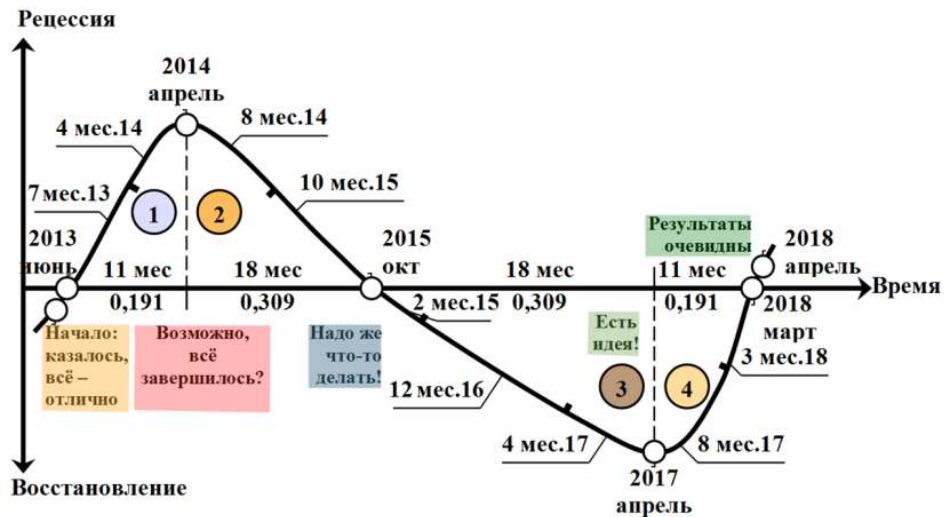 Рецессия
2014
апрель
8 мес.14
4 мес.14
7 мес.13
10 мес.15
1
2
2013
июнь
11 мес
0,191
18 мес
0,309
2015
окт
18 мес
0,309
11 мес
0,191
Результаты
очевидны
2018
апрель
Время
2018
март
Начало:
казалось,
всё –
отлично
Возможно,
всё
завершилось?
Надо же
что-то
делать!
2 мес.15
Есть
идея!
3
4
3 мес.18
12 мес.16
4 мес.17
8 мес.17
2017
апрель
Восстановление